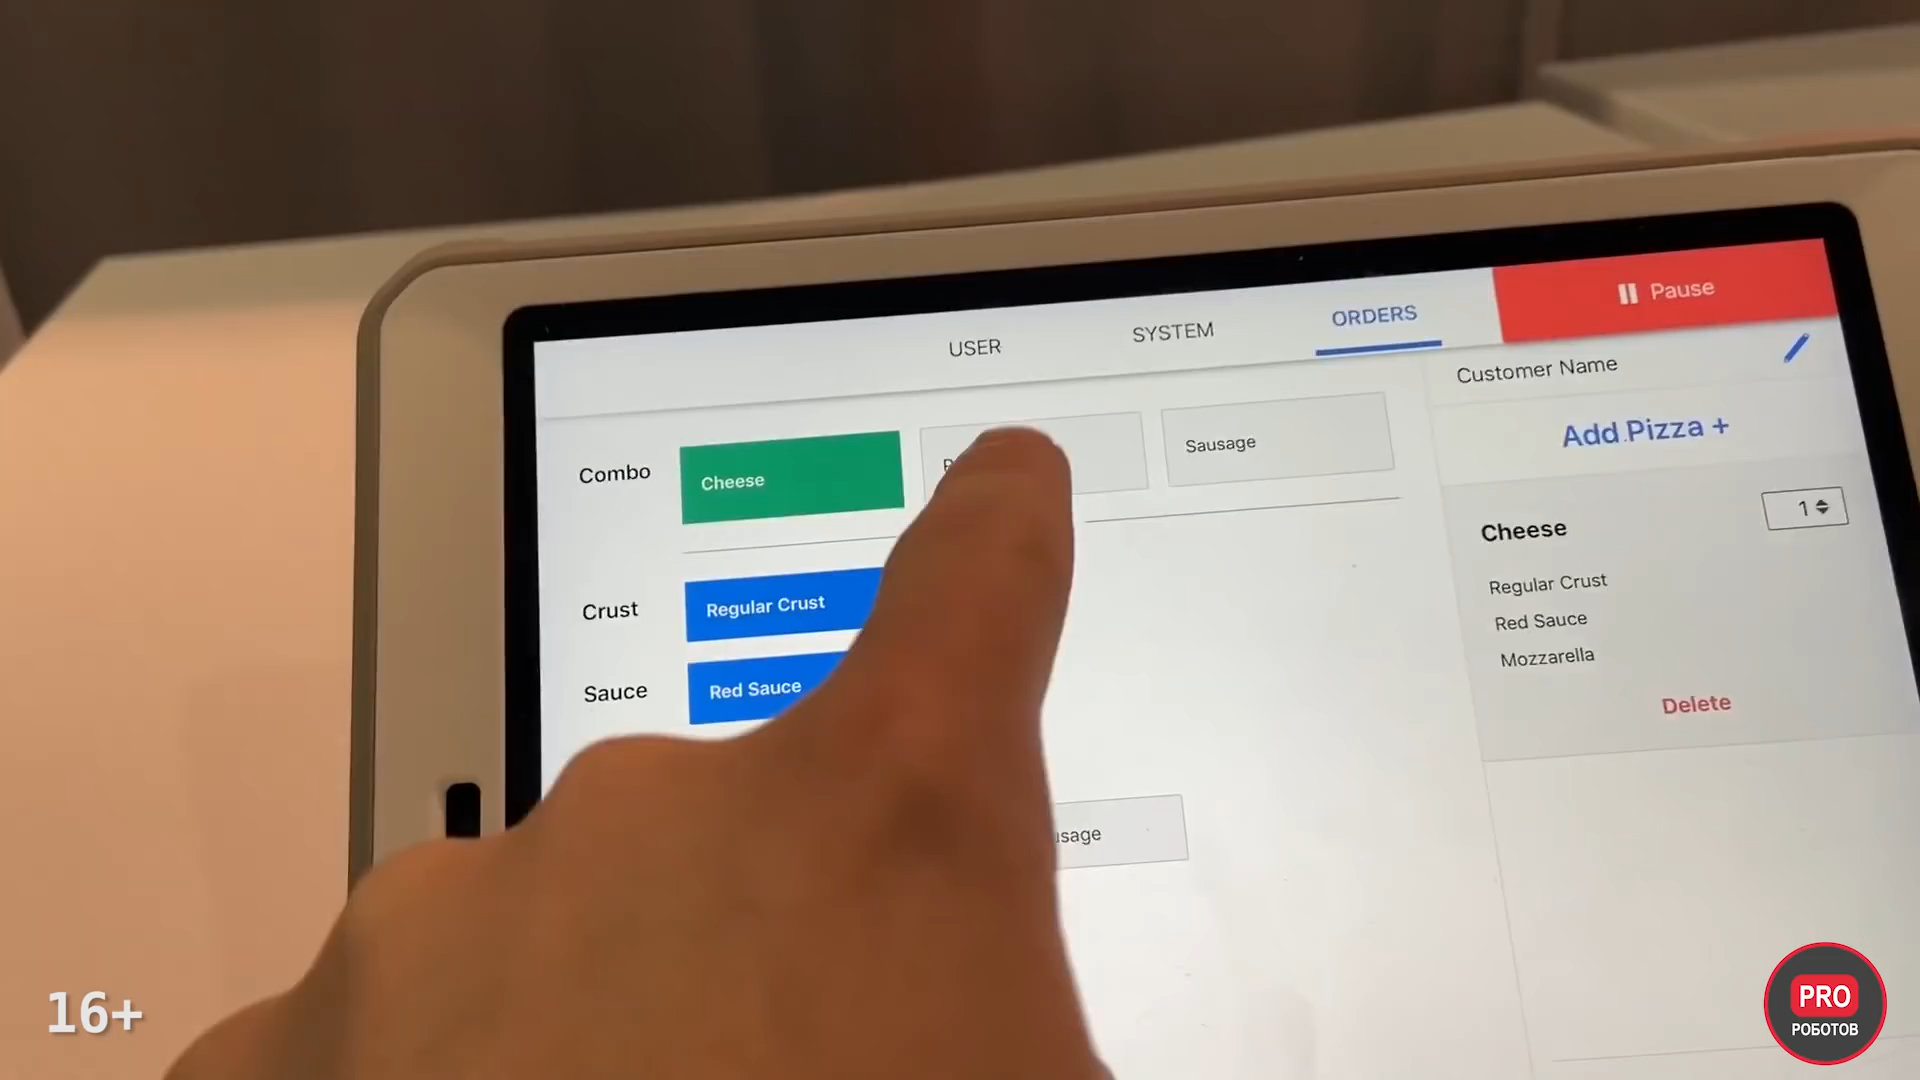 USER
SYSTEM
ORDERS
Pause
Customer Name
Add Pizza +
Combo
Cheese
Sausage
Crust
Regular Crust
Sauce
Red Sauce
Cheese
1
Regular Crust
Red Sauce
Mozzarella
Delete
16+
PRO
РОБОТОВ